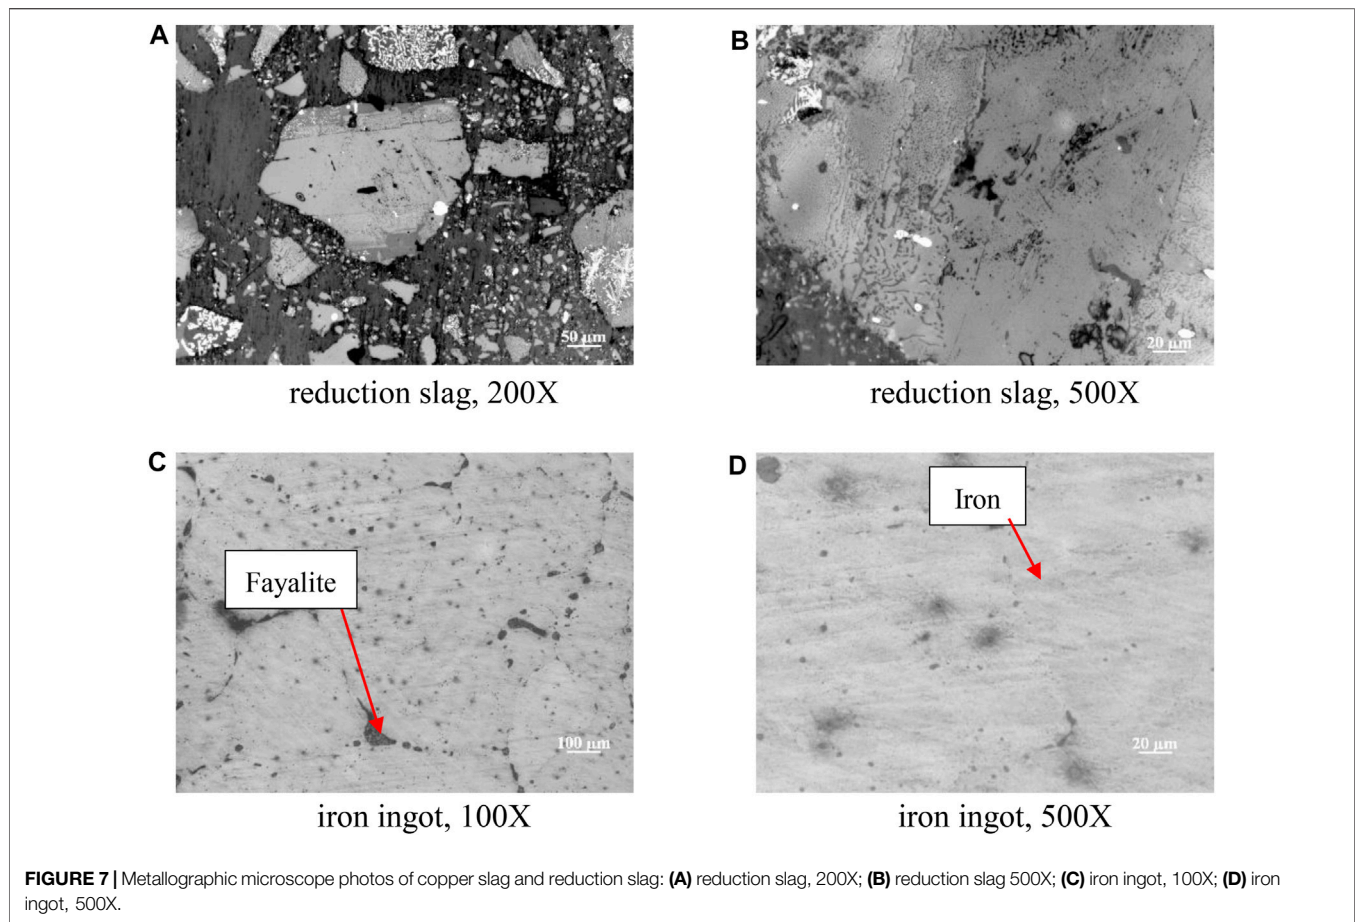 A
B
50 μm
20 μm
reduction slag, 200X
reduction slag, 500X
C
D
Fayalite
Iron
100 μm
20 μm
iron ingot, 100X
iron ingot, 500X
FIGURE 7 | Metallographic microscope photos of copper slag and reduction slag: (A) reduction slag, 200X; (B) reduction slag 500X; (C) iron ingot, 100X; (D) iron
ingot, 500X.